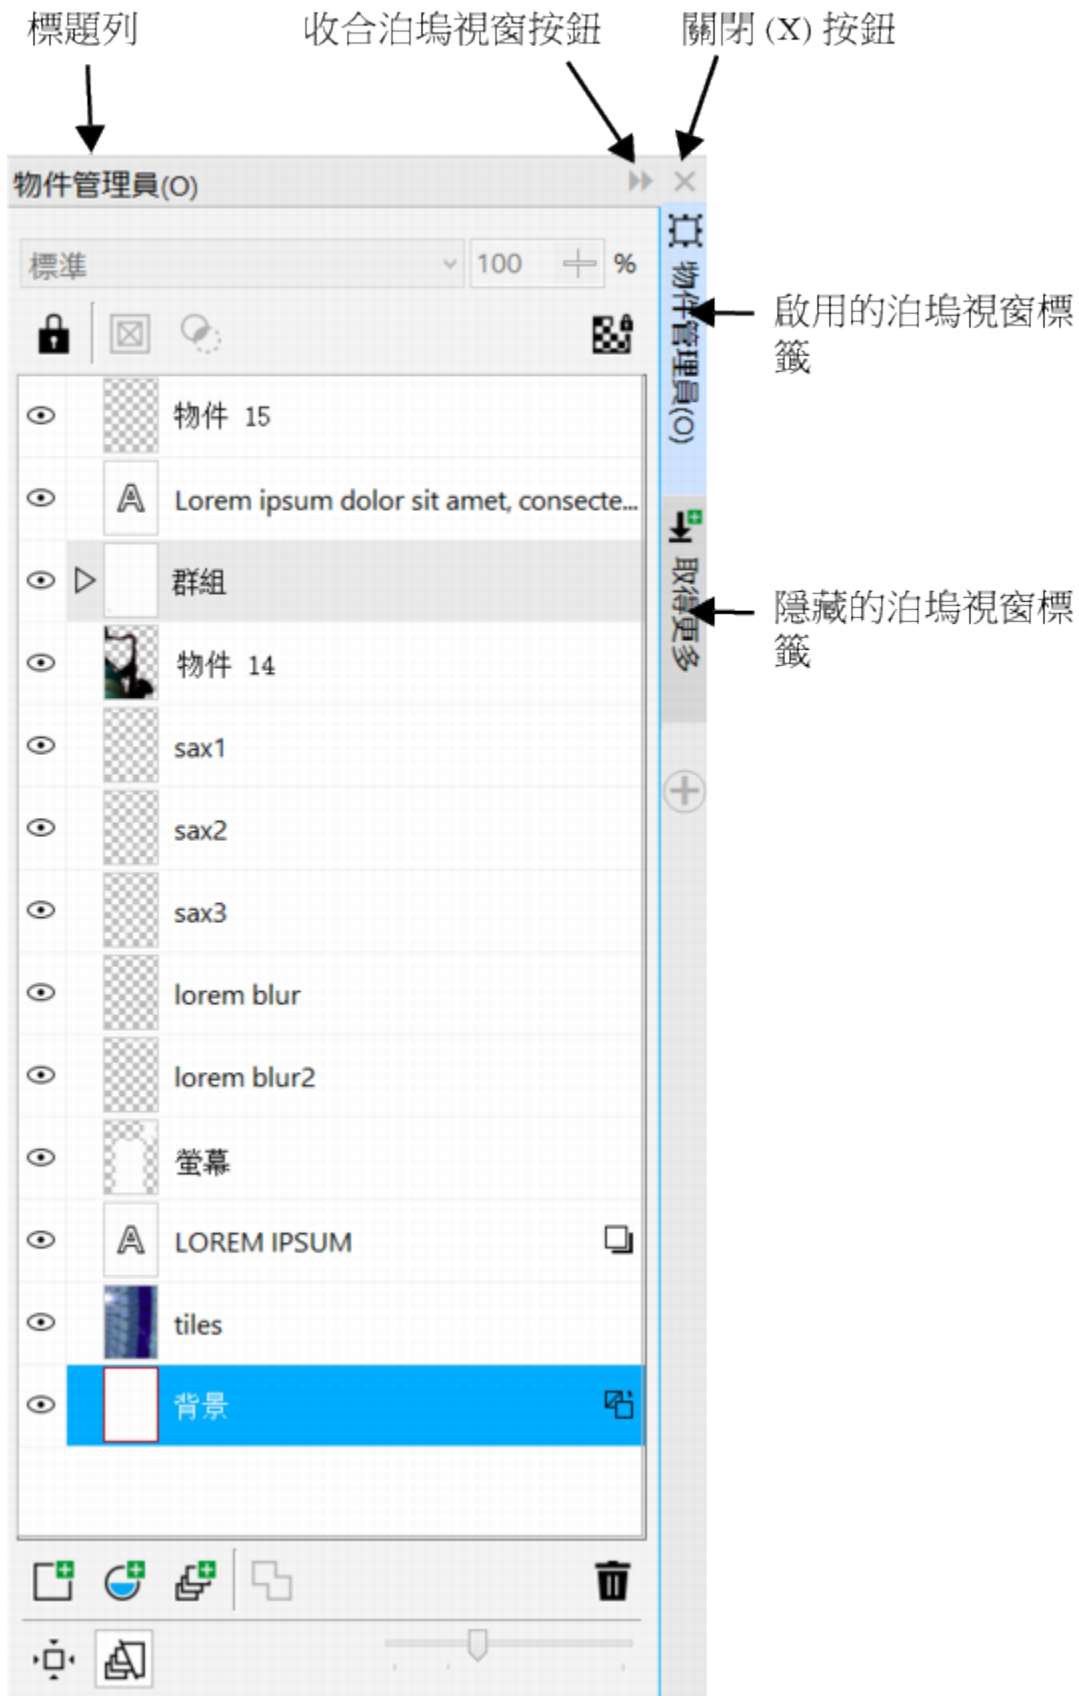 標題列
收合泊塢視窗按鈕
關閉 (X) 按鈕
物件管理員(O)
標準
100
%
物件管理員(O)
啟用的泊塢視窗標
籤
物件 15
Lorem ipsum dolor sit amet, consecte...
群組
取得更多
隱藏的泊塢視窗標
籤
物件 14
sax1
sax2
sax3
lorem blur
lorem blur2
螢幕
LOREM IPSUM
tiles
背景